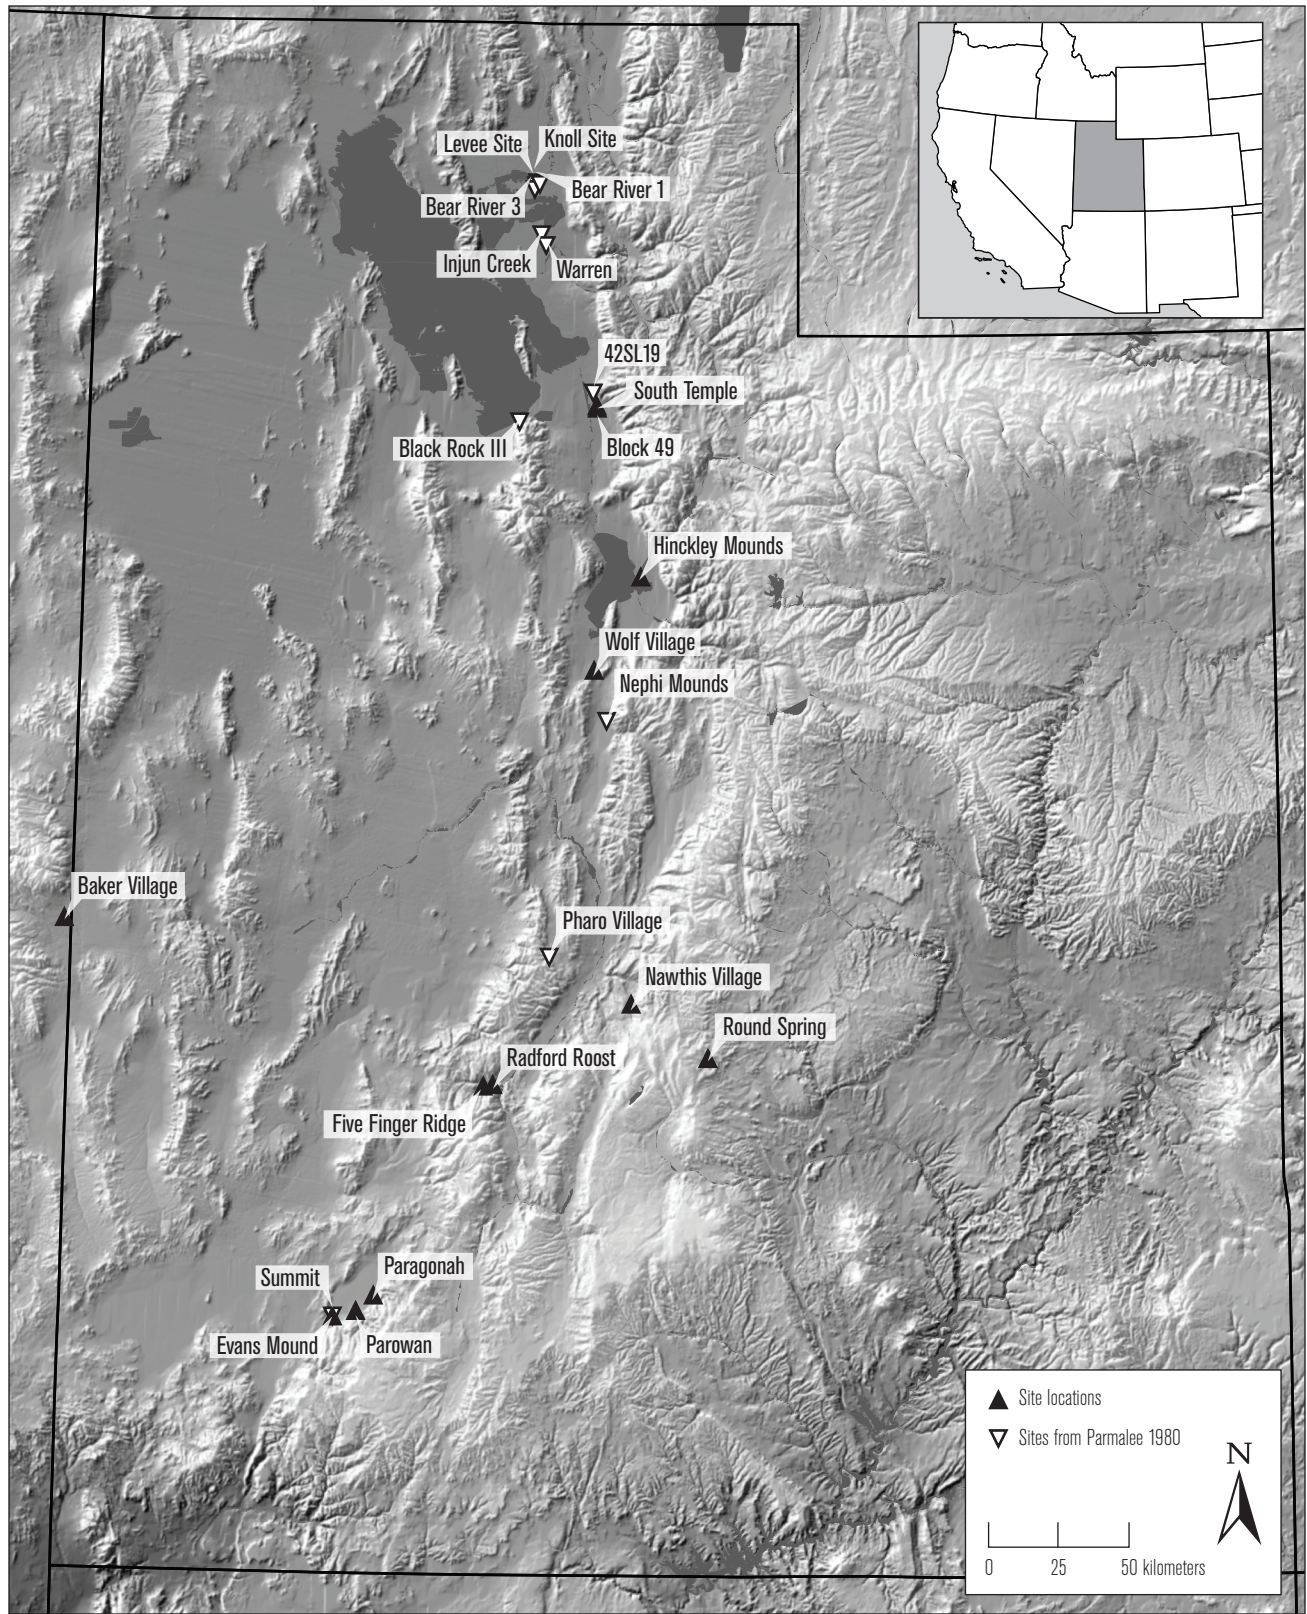 Levee Site
Knoll Site
Bear River 1
Bear River 3
Injun Creek
Warren
42SL19
South Temple
Black Rock III
Block 49
Hinckley Mounds
Wolf Village
Nephi Mounds
Baker Village
Pharo Village
Nawthis Village
Round Spring
Radford Roost
Five Finger Ridge
Paragonah
Summit
Evans Mound
Parowan
Site locations
Sites from Parmalee 1980
N
0 25 50 kilometers